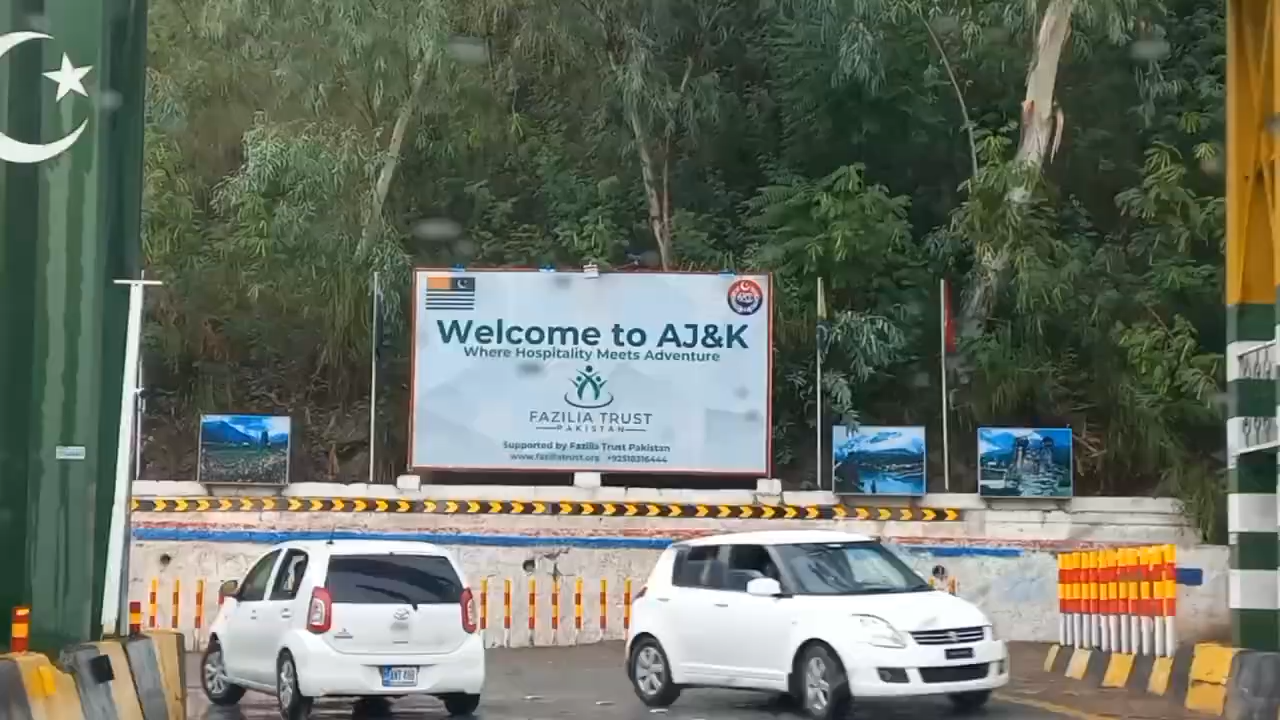 Welcome to AJ&K
Where Hospitality Meets Adventure
FAZILIA TRUST
PAKISTAN
Supported by Fazilia Trust Pakistan
www.faziliatrust.org +92518316444